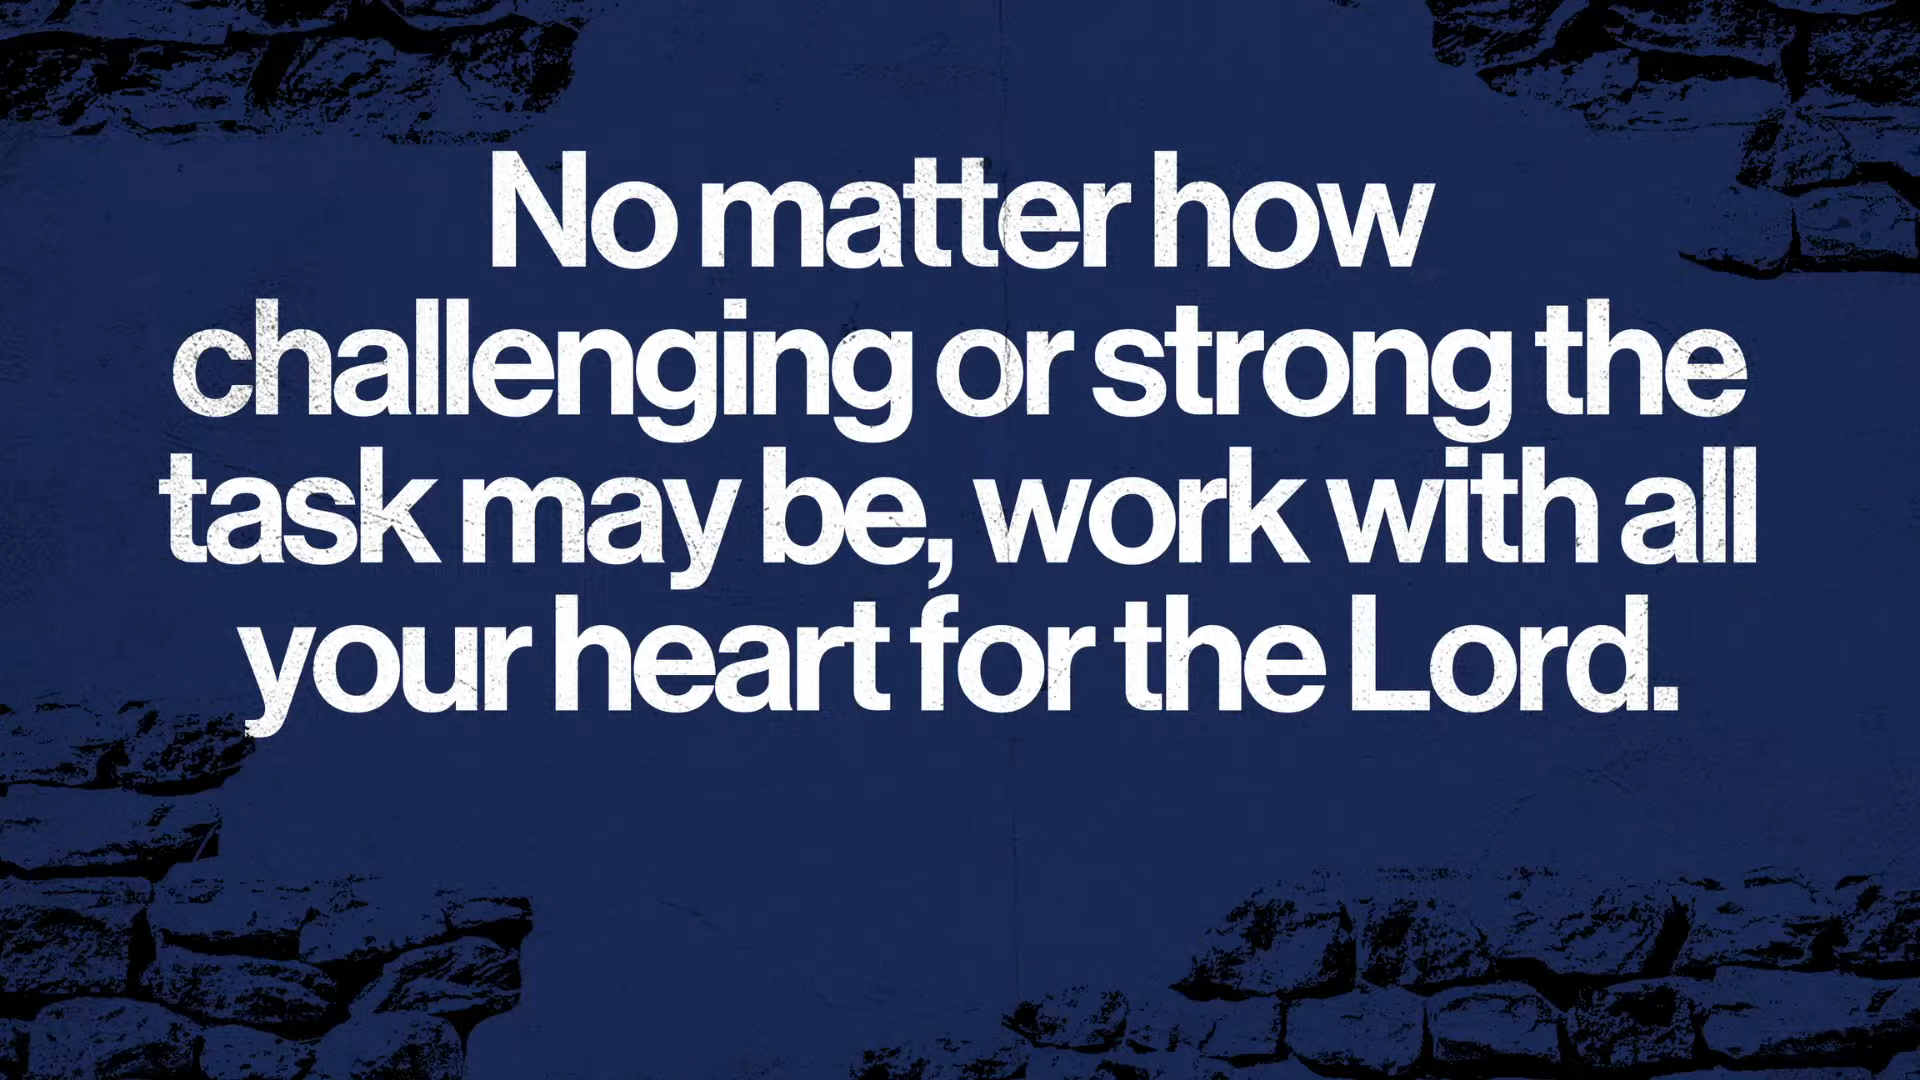 No matter how
challenging or strong the
task may be, work with all
your heart for the Lord.